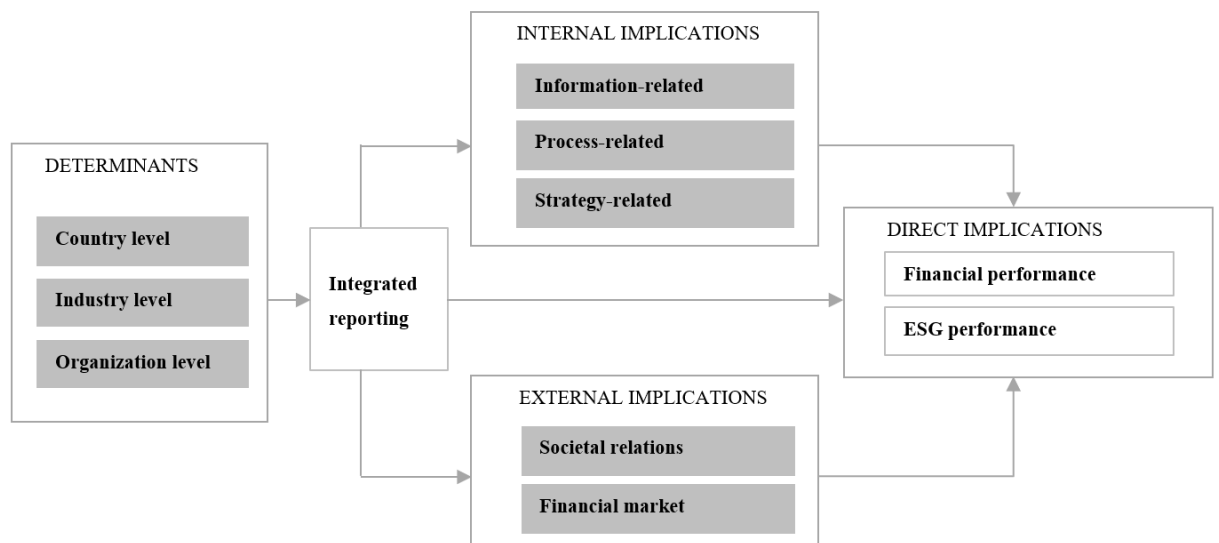 DETERMINANTS
Country level
Industry level
Organization level
Integrated
reporting
INTERNAL IMPLICATIONS
Information-related
Process-related
Strategy-related
EXTERNAL IMPLICATIONS
Societal relations
Financial market
DIRECT IMPLICATIONS
Financial performance
ESG performance